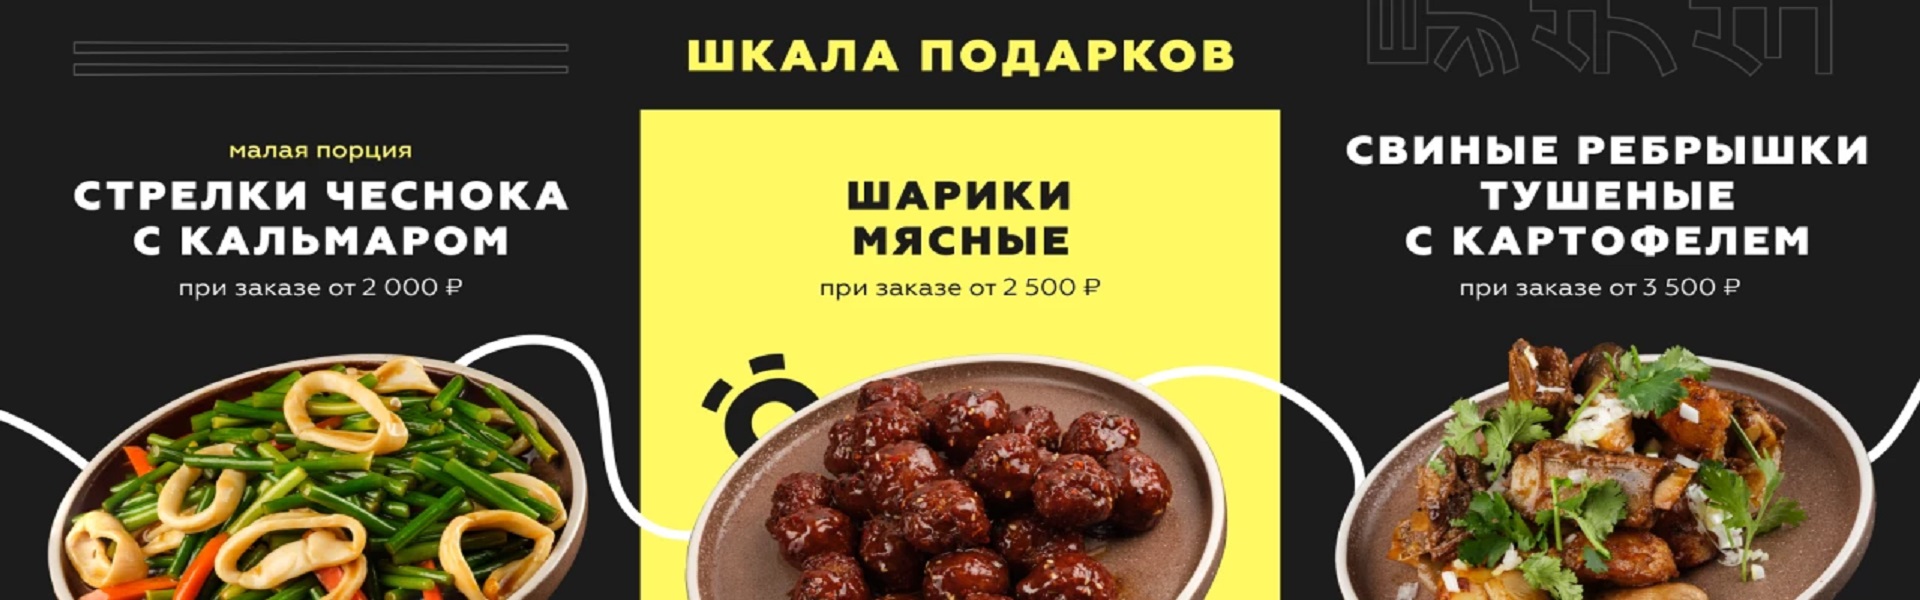 ШКАЛА ПОДАРКОВ
малая порция
СТРЕЛКИ ЧЕСНОКА
С КАЛЬМАРОМ
при заказе от 2 000 ₽
ШАРИКИ
МЯСНЫЕ
при заказе от 2 500 ₽
СВИНЫЕ РЕБРЫШКИ
ТУШЕНЫЕ
С КАРТОФЕЛЕМ
при заказе от 3 500 ₽